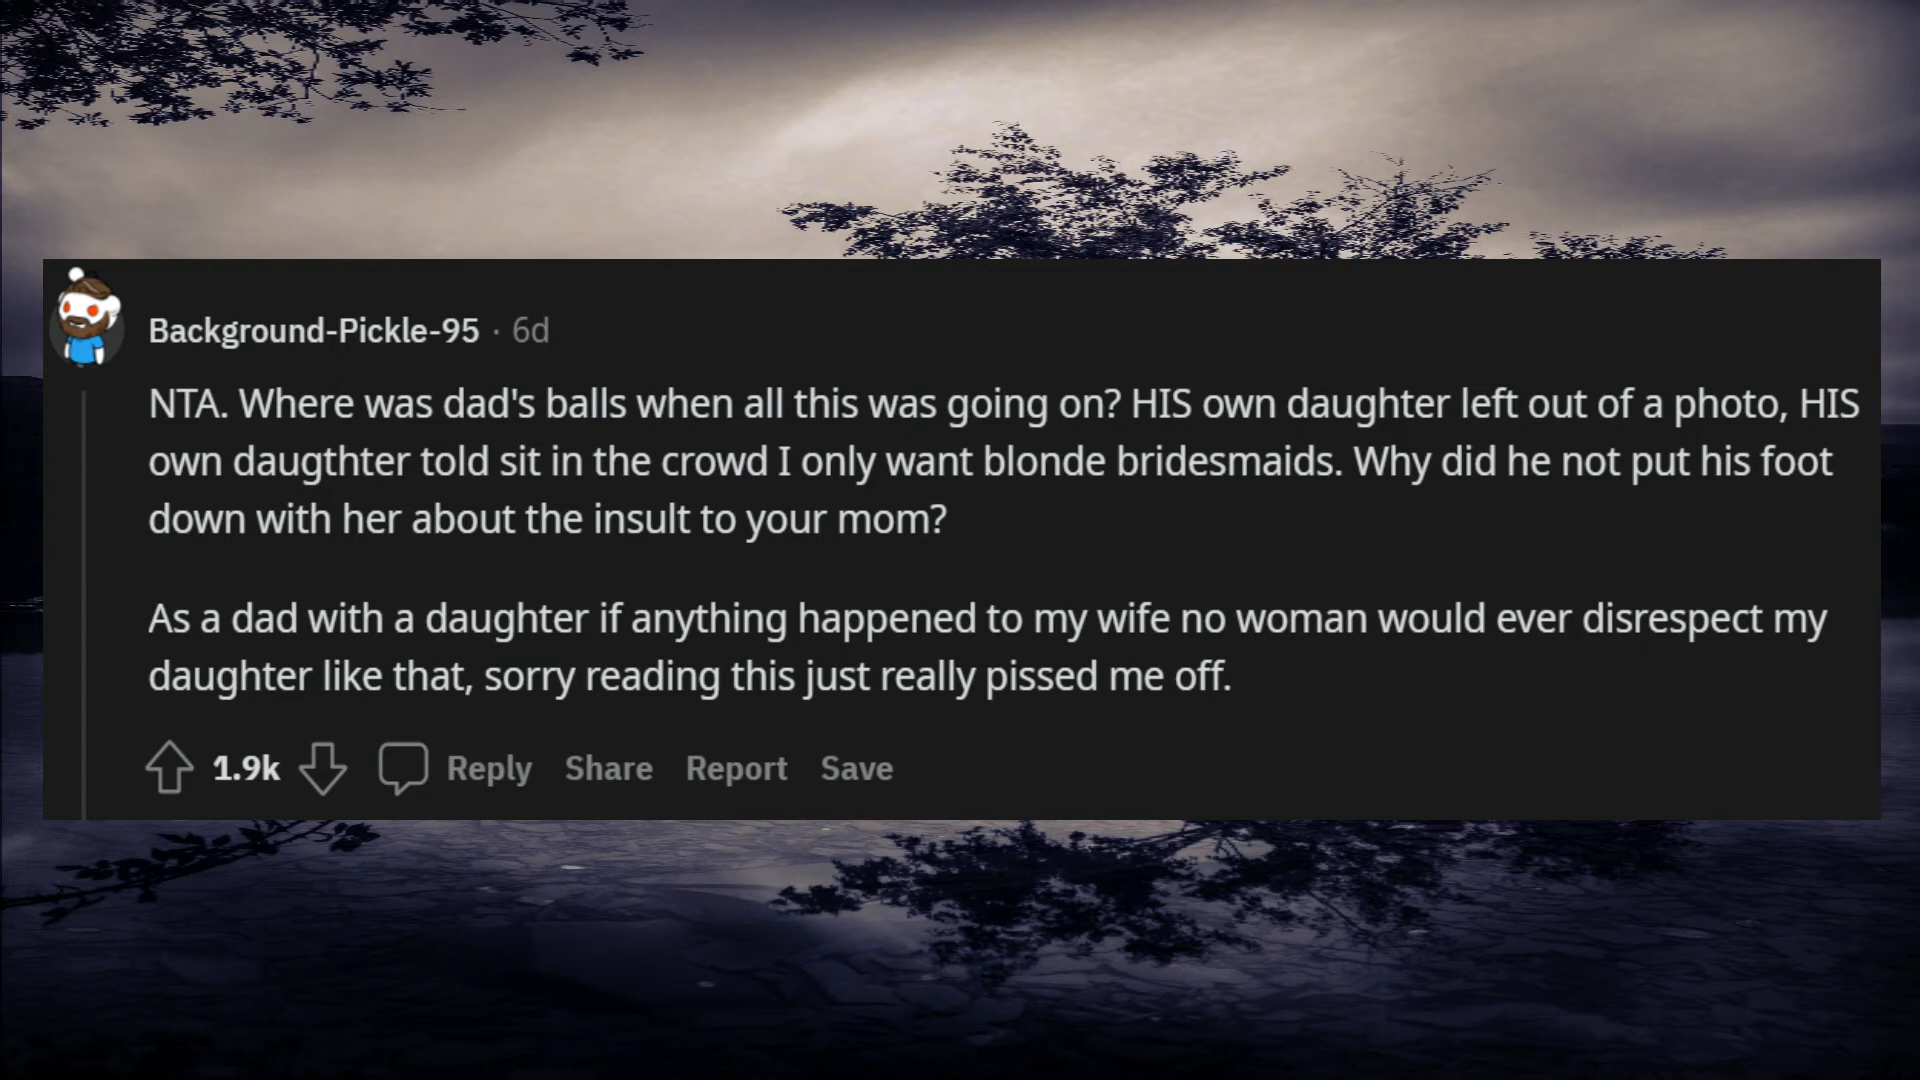 Background-Pickle-95 · 6d
NTA. Where was dad's balls when all this was going on? HIS own daughter left out of a photo, HIS
own daugthter told sit in the crowd I only want blonde bridesmaids. Why did he not put his foot
down with her about the insult to your mom?
As a dad with a daughter if anything happened to my wife no woman would ever disrespect my
daughter like that, sorry reading this just really pissed me off.
1.9k Reply Share Report Save